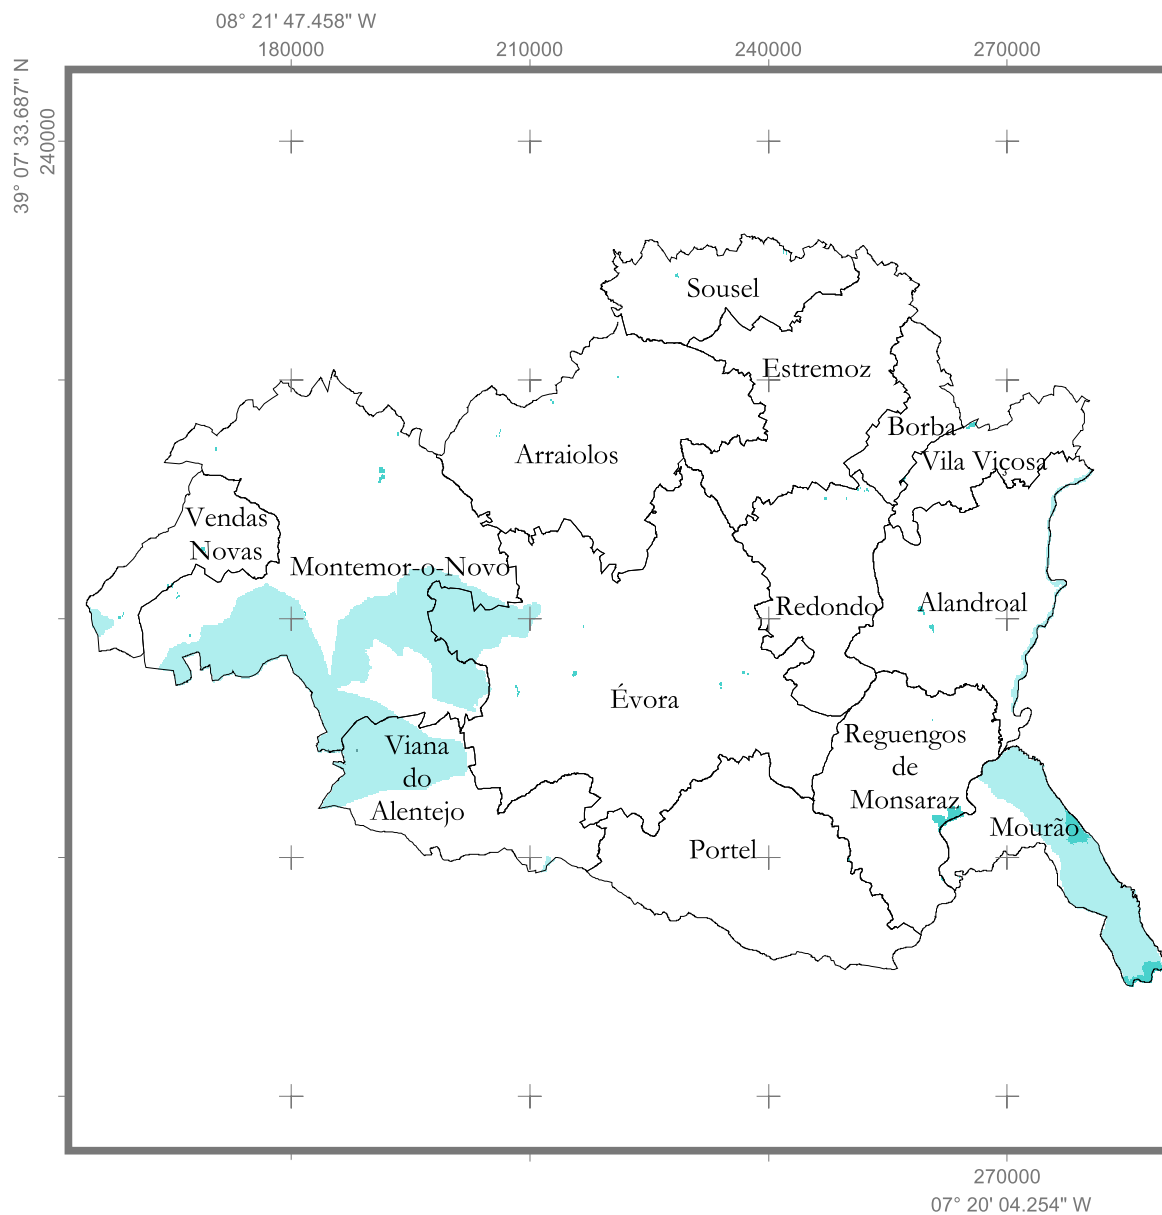 08° 21' 47.458" W
180000
210000
240000
270000
39° 07' 33.687" N
240000
Sousel
Estremoz
Borba
Arraiolos
Vila Viçosa
Vendas
Novas
Montemor-o-Novo
Redondo
Alandroal
Évora
Reguengos
de
Monsaraz
Viana
do
Alentejo
Mourão
Portel
270000
07° 20' 04.254" W